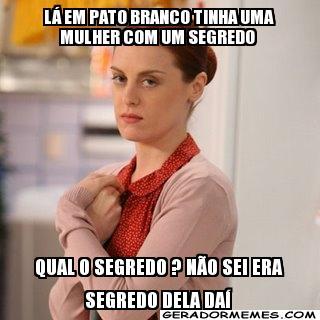 LÁ EM PATO BRANCO TINHA UMA
MULHER COM UM SEGREDO
QUAL O SEGREDO ? NÃO SEI ERA
SEGREDO DELA DAÍ
GERADORMEMES.COM